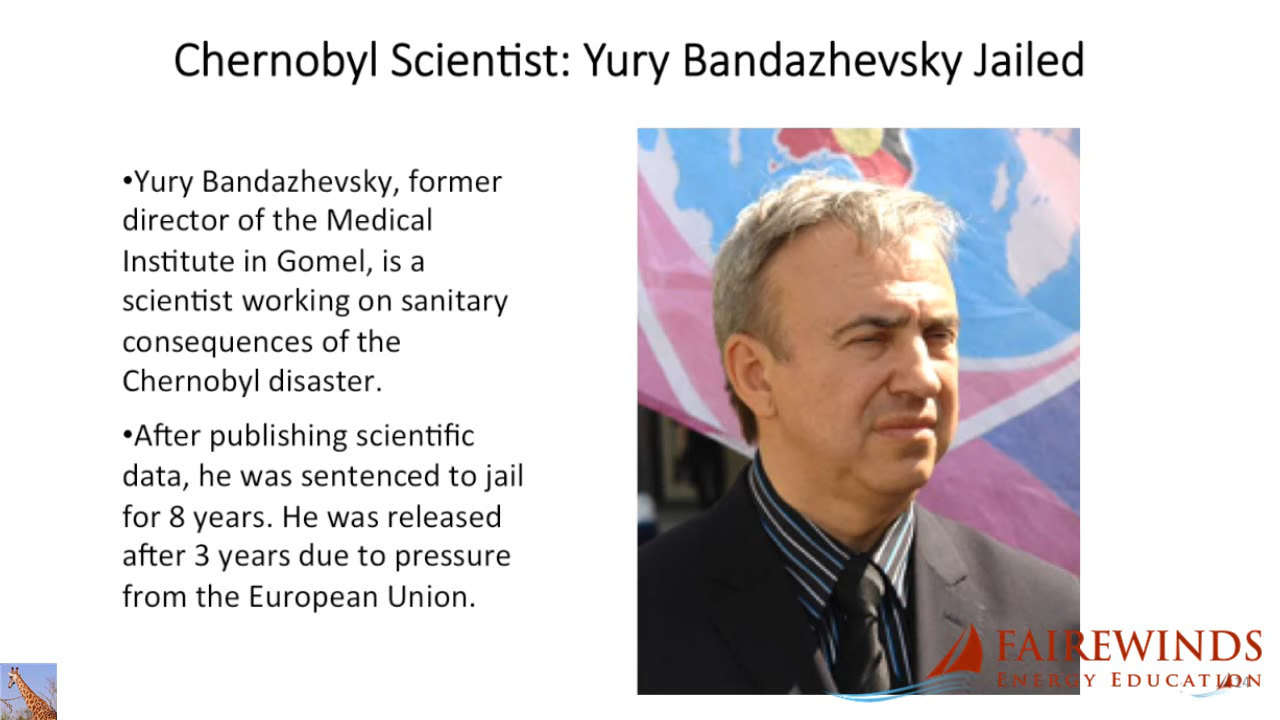 Chernobyl Scientist: Yury Bandazhevsky Jailed
•Yury Bandazhevsky, former
director of the Medical
Institute in Gomel, is a
scientist working on sanitary
consequences of the
Chernobyl disaster.
•After publishing scientific
data, he was sentenced to jail
for 8 years. He was released
after 3 years due to pressure
from the European Union.
FAIREWINDS
ENERGY EDUCATION